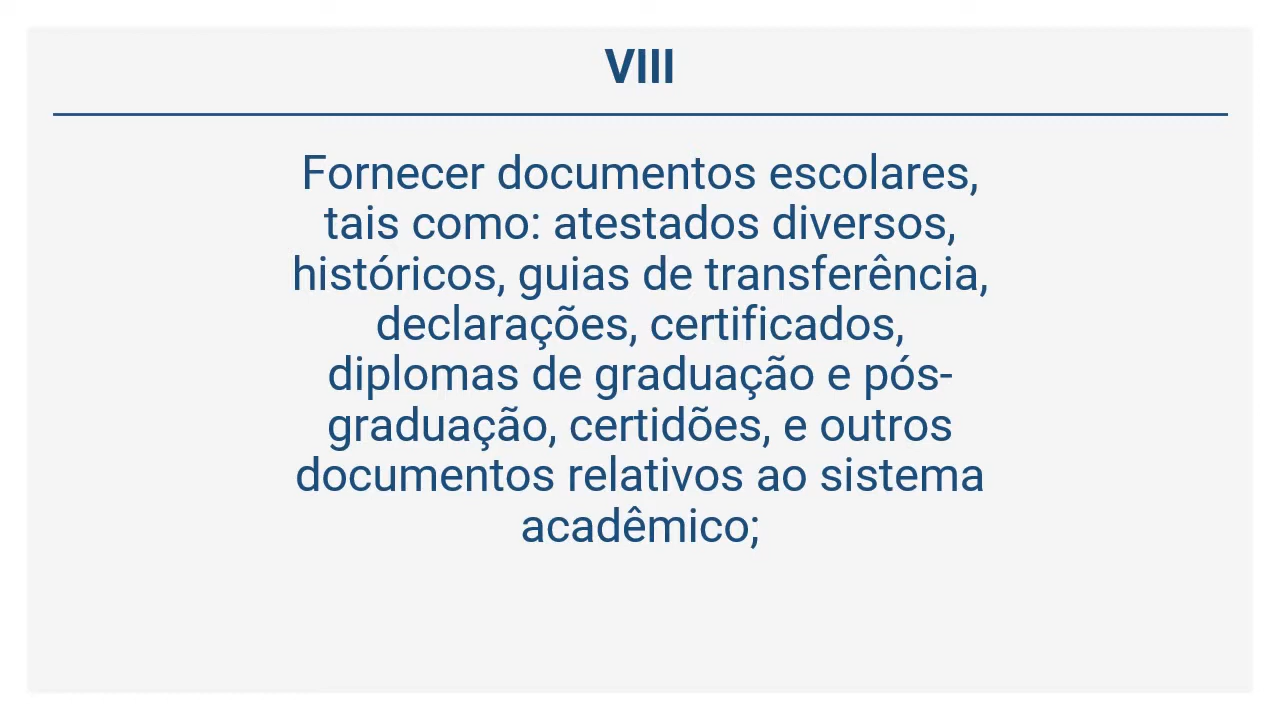 VIII
Fornecer documentos escolares,
tais como: atestados diversos,
históricos, guias de transferência,
declarações, certificados,
diplomas de graduação e pós-
graduação, certidões, e outros
documentos relativos ao sistema
acadêmico;